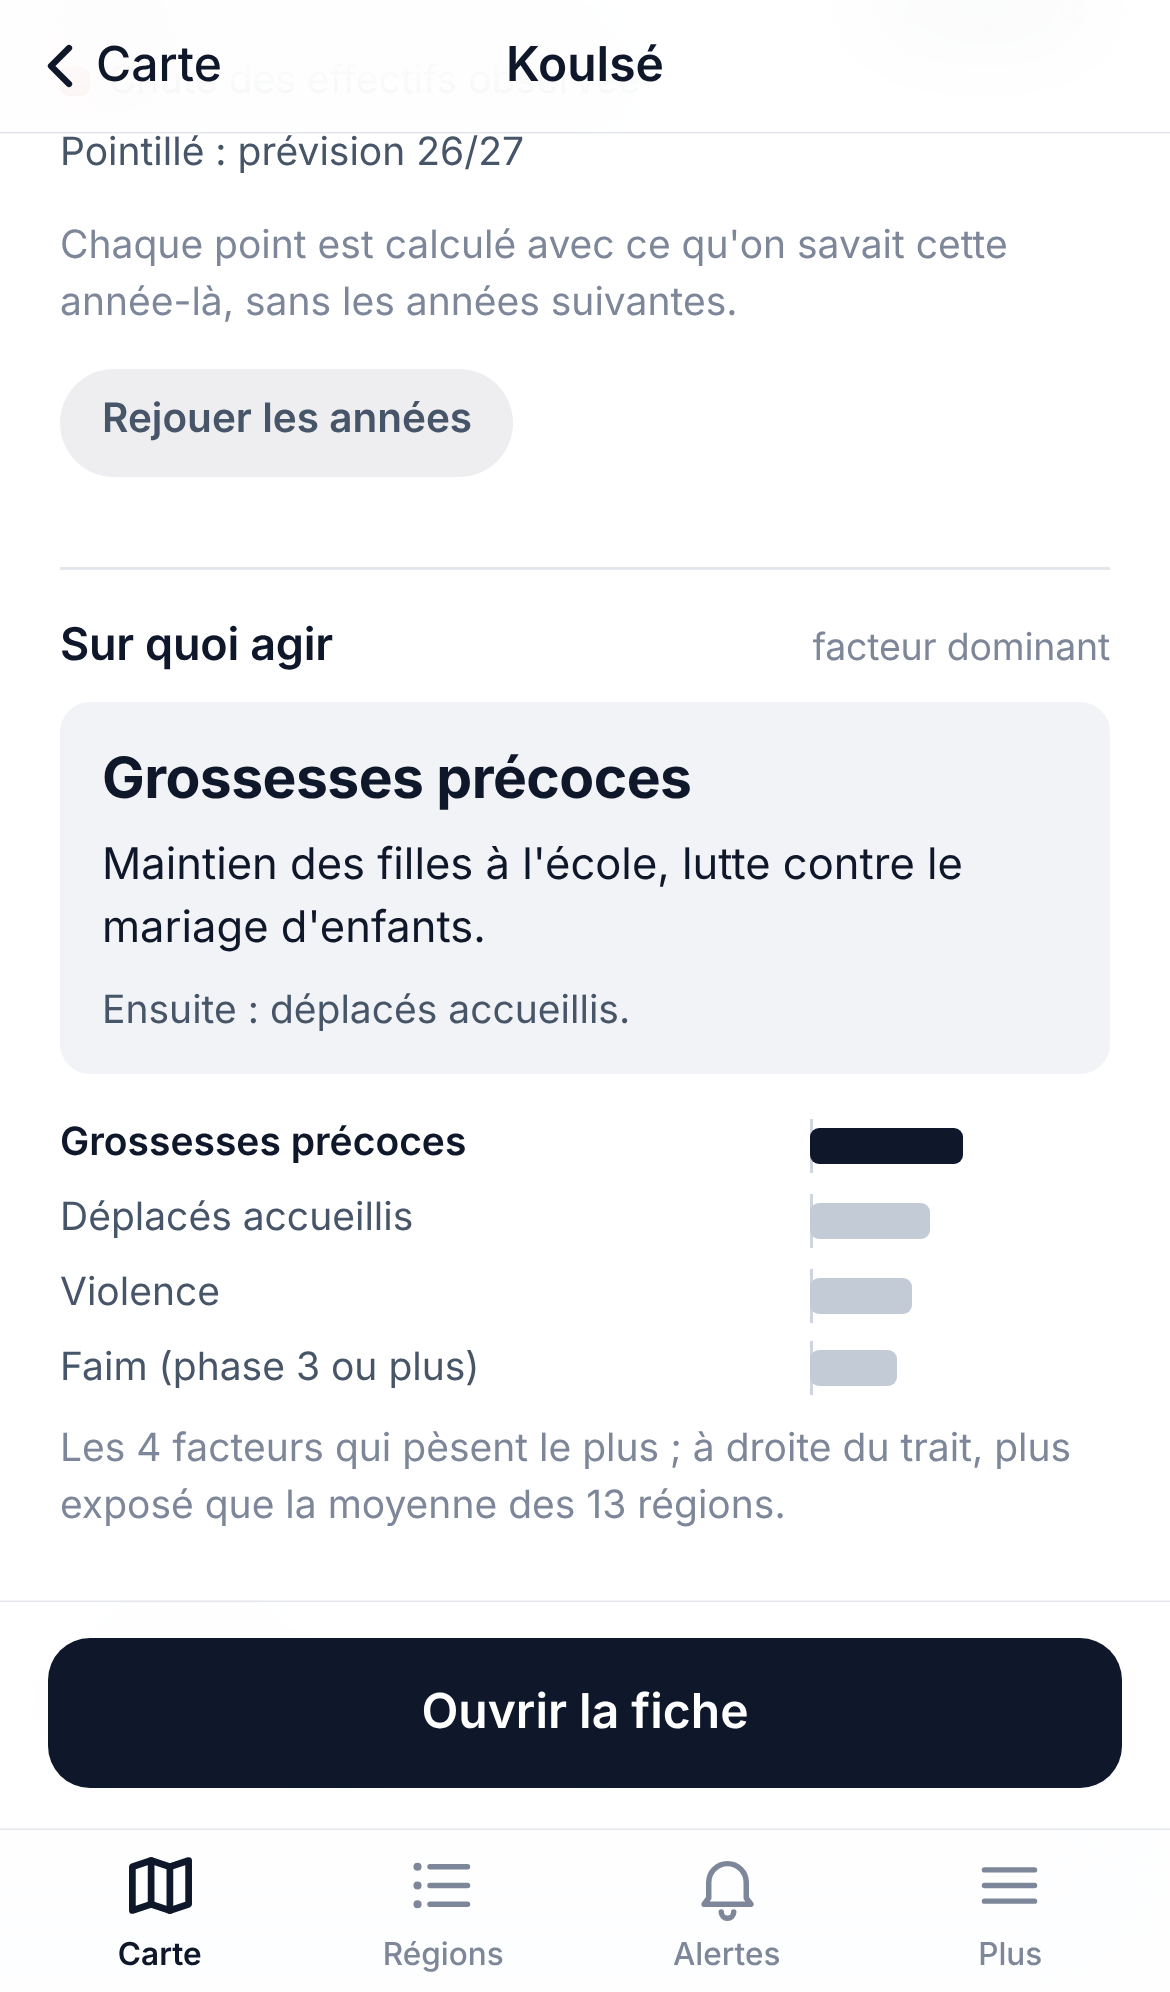 Carte
Koulsé
Chute des effectifs observée
Pointillé : prévision 26/27
Chaque point est calculé avec ce qu'on savait cette
année-là, sans les années suivantes.
Rejouer les années
Sur quoi agir
facteur dominant
Grossesses précoces
Maintien des filles à l'école, lutte contre le
mariage d'enfants.
Ensuite : déplacés accueillis.
Grossesses précoces
Déplacés accueillis
Violence
Faim (phase 3 ou plus)
Les 4 facteurs qui pèsent le plus ; à droite du trait, plus
exposé que la moyenne des 13 régions.
Ouvrir la fiche
Carte
Régions
Alertes
Plus